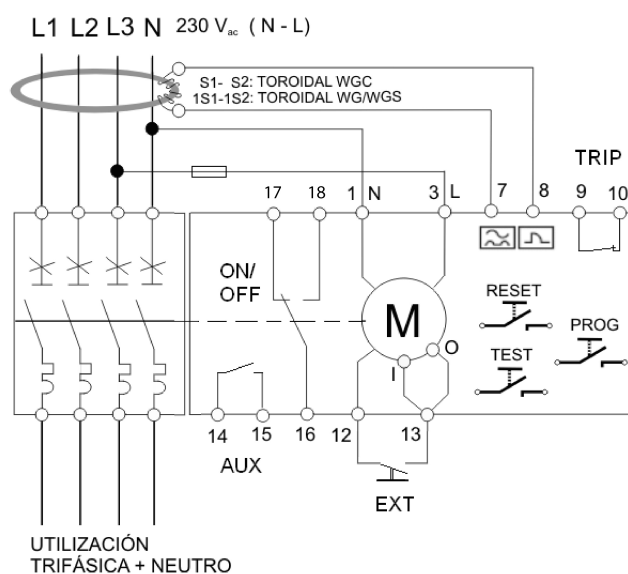 L1 L2 L3 N 230 Vac ( N - L)
S1- S2: TOROIDAL WGC
1S1-1S2: TOROIDAL WG/WGS
TRIP
17 18 1 N 3 L 7 8 9 10
ON/
OFF
M
I O
RESET
PROG
TEST
14 15 16 12 13
AUX
EXT
UTILIZACIÓN
TRIFÁSICA + NEUTRO